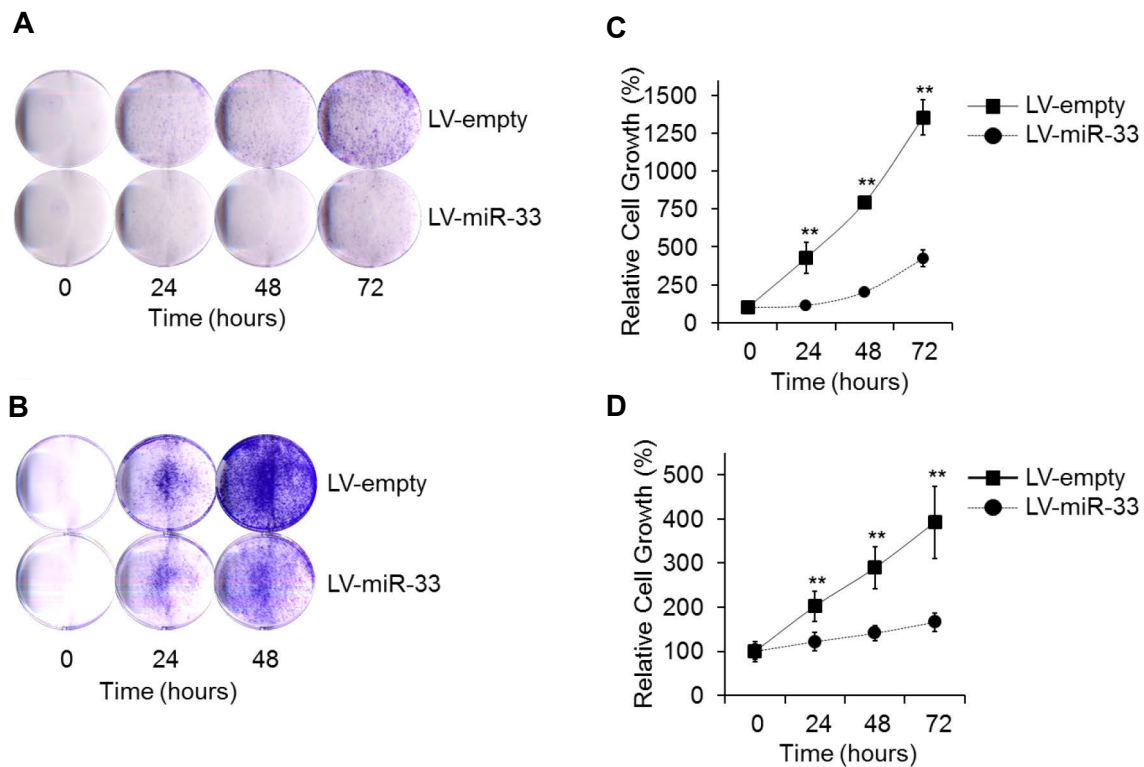 A
LV-empty
LV-miR-33
0 24 48 72
Time (hours)
B
LV-empty
LV-miR-33
0 24 48
Time (hours)
C
Relative Cell Growth (%)
1500
1250
1000
750
500
250
0
** ** **
LV-empty
LV-miR-33
0 24 48 72
Time (hours)
D
Relative Cell Growth (%)
500
400
300
200
100
0
** ** **
LV-empty
LV-miR-33
0 24 48 72
Time (hours)